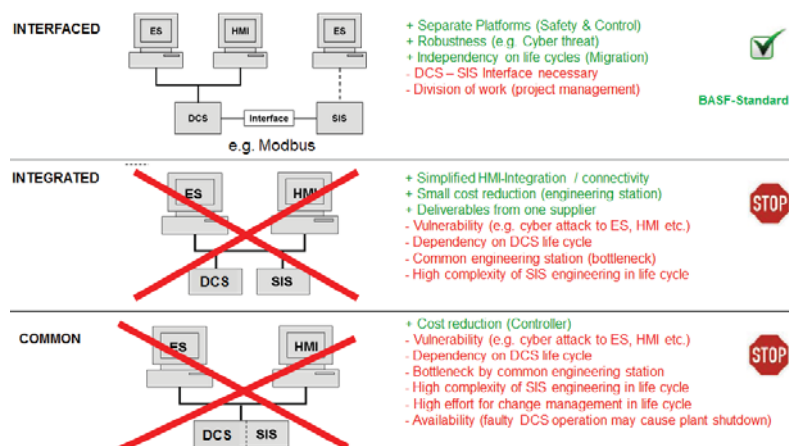 INTERFACED
ES
HMI
ES
DCS
Interface
SIS
e.g. Modbus
+ Separate Platforms (Safety & Control)
+ Robustness (e.g. Cyber threat)
+ Independency on life cycles (Migration)
- DCS – SIS Interface necessary
- Division of work (project management)
BASF-Standard
INTEGRATED
ES
HMI
DCS
SIS
+ Simplified HMI-Integration / connectivity
+ Small cost reduction (engineering station)
+ Deliverables from one supplier
- Vulnerability (e.g. cyber attack to ES, HMI etc.)
- Dependency on DCS life cycle
- Common engineering station (bottleneck)
- High complexity of SIS engineering in life cycle
STOP
COMMON
ES
HMI
DCS
SIS
+ Cost reduction (Controller)
- Vulnerability (e.g. cyber attack to ES, HMI etc.)
- Dependency on DCS life cycle
- Bottleneck by common engineering station
- High complexity of SIS engineering in life cycle
- High effort for change management in life cycle
- Availability (faulty DCS operation may cause plant shutdown)
STOP